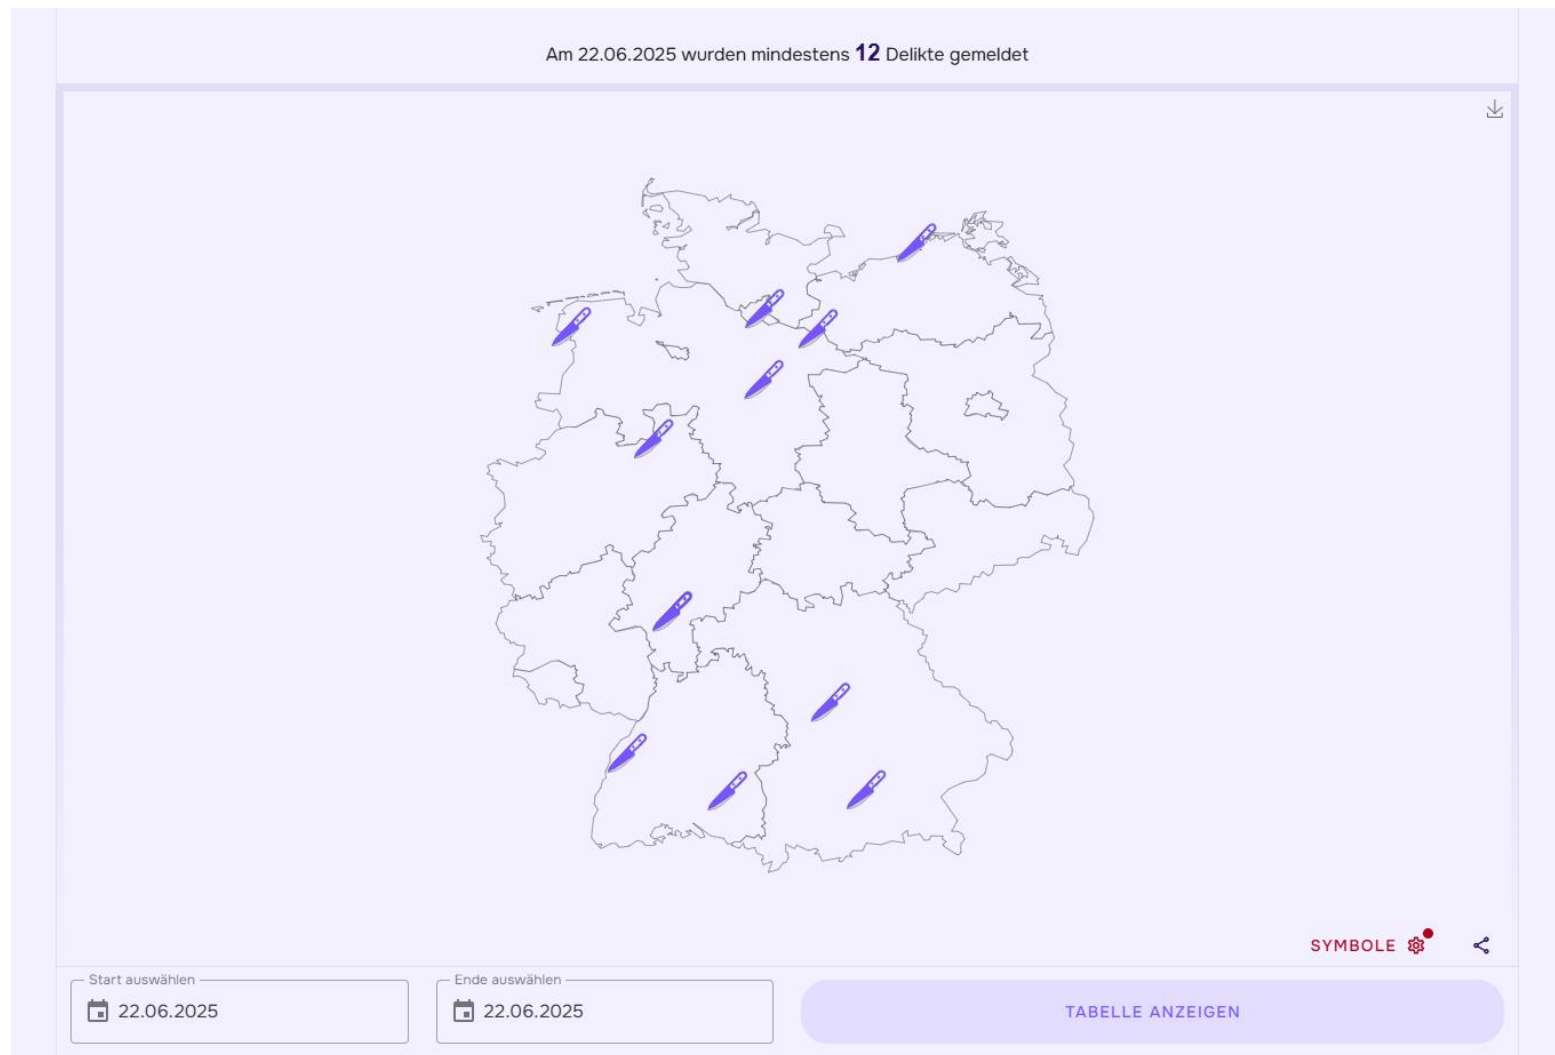 Am 22.06.2025 wurden mindestens 12 Delikte gemeldet
SYMBOLE
Start auswählen
22.06.2025
Ende auswählen
22.06.2025
TABELLE ANZEIGEN